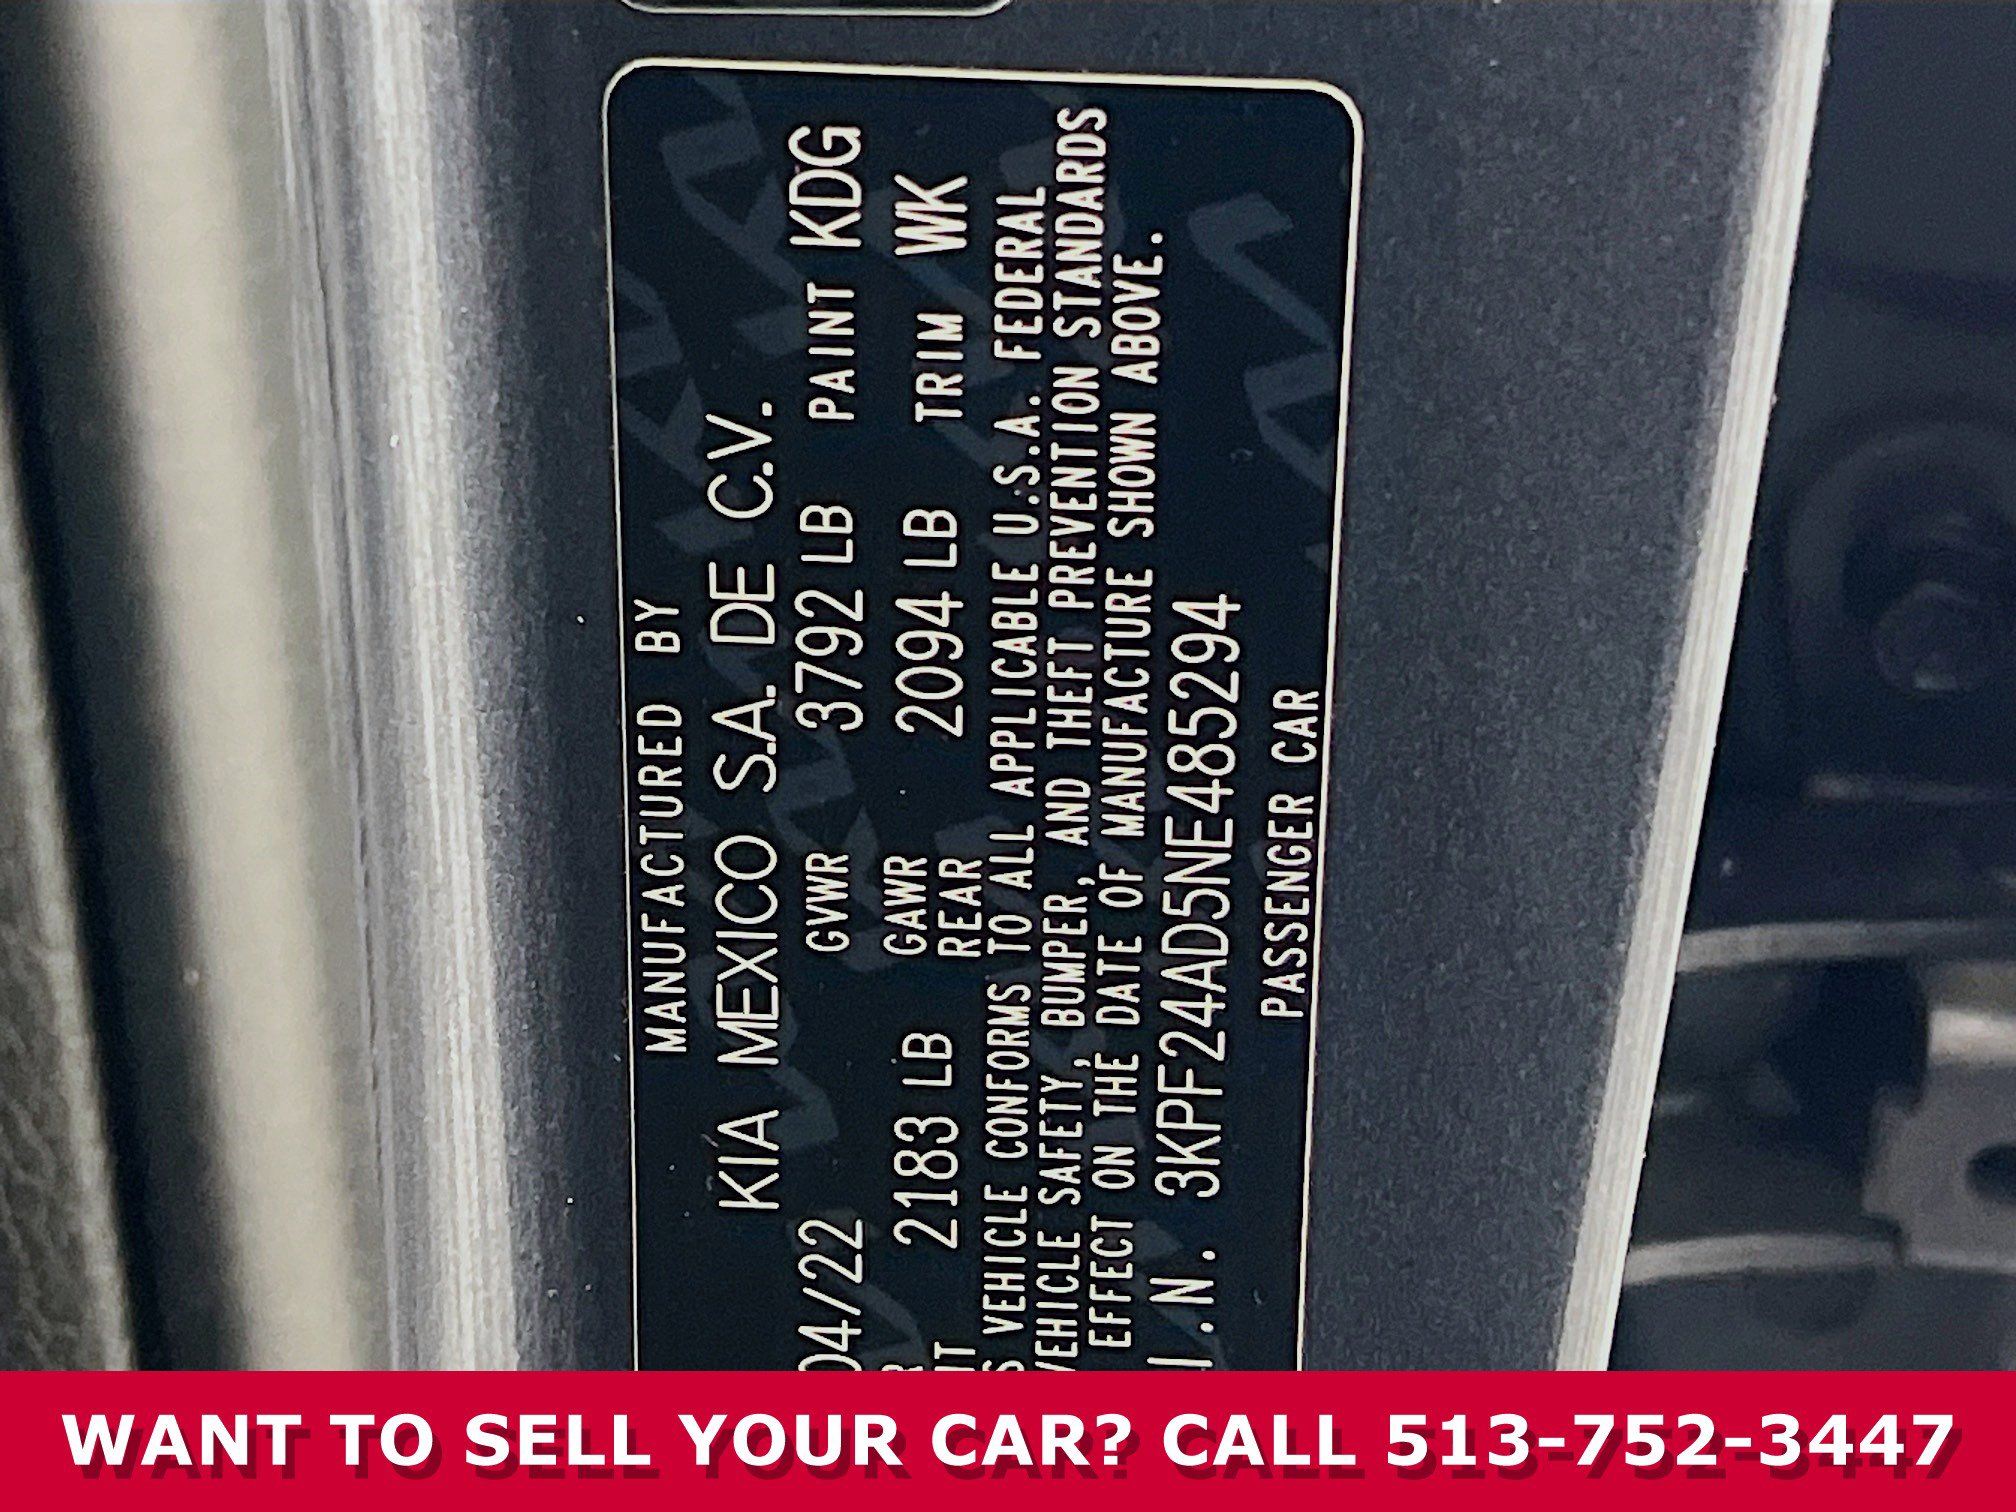 MANUFACTURED BY
KIA MEXICO S.A. DE C.V.
04/22 GVWR 3792 LB PAINT KDG
2183 LB GAWR REAR 2094 LB TRIM WK
VEHICLE CONFORMS TO ALL APPLICABLE U.S.A. FEDERAL
VEHICLE SAFETY, BUMPER, AND THEFT PREVENTION STANDARDS
EFFECT ON THE DATE OF MANUFACTURE SHOWN ABOVE.
.N. 3KPF24AD5NE485294
PASSENGER CAR
WANT TO SELL YOUR CAR? CALL 513-752-3447